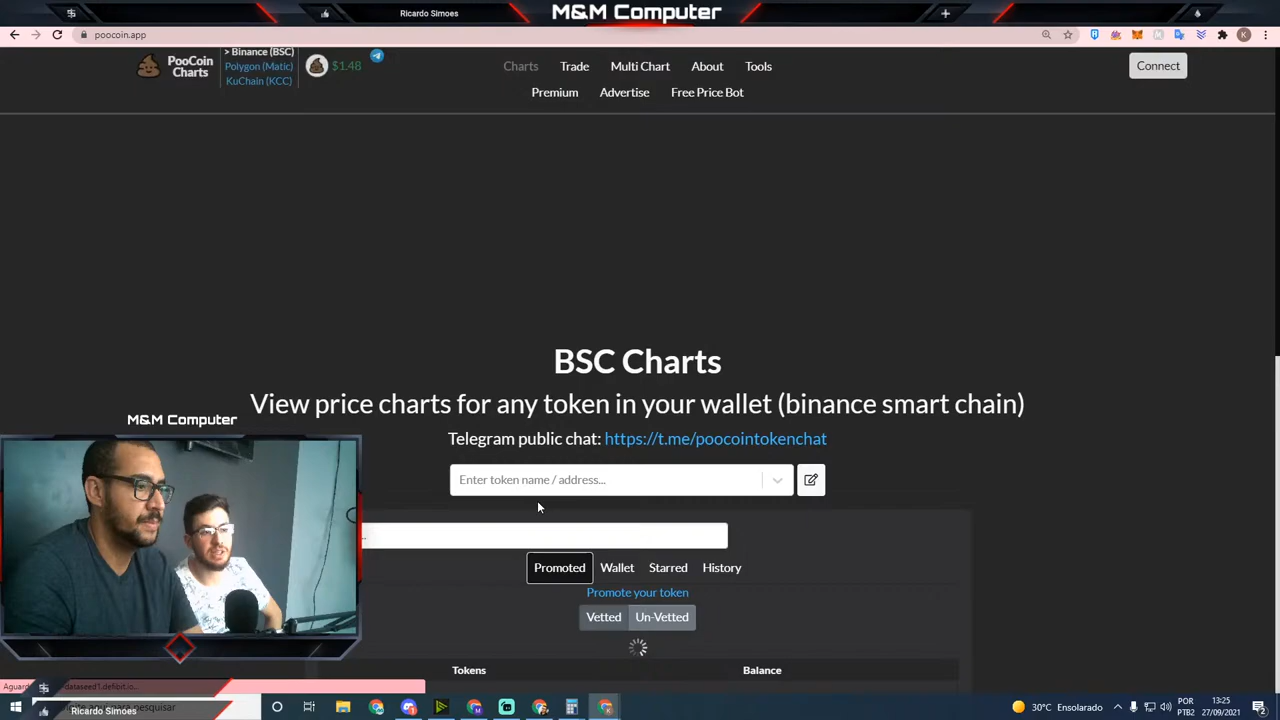 Ricardo Simoes
M&M Computer
poocoin.app
K
PooCoin
Charts
> Binance (BSC)
Polygon (Matic)
KuChain (KCC)
$1.48
Charts
Trade
Multi Chart
About
Tools
Premium
Advertise
Free Price Bot
Connect
BSC Charts
View price charts for any token in your wallet (binance smart chain)
Telegram public chat: https://t.me/poocointokenchat
Enter token name / address...
Promoted
Wallet
Starred
History
Promote your token
Vetted
Un-Vetted
Tokens
Balance
M&M Computer
Ricardo Simoes
pesquisar
30°C Ensolarado
POR
PTB2
13:25
27/09/2021
2